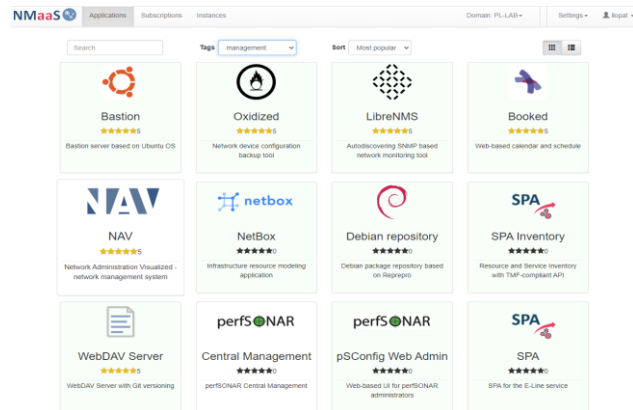 NMaaS Applications Subscriptions Instances Domain: PL-LAB Settings llopat
Search Tags management Sort Most popular
Bastion
5
Bastion server based on Ubuntu OS
Oxidized
5
Network device configuration
backup tool
LibreNMS
5
Autodiscovering SNMP based
network monitoring tool
Booked
6
Web-based calendar and schedule
NAV
NAV
5
Network Administration Visualized -
network management system
netbox
NetBox
0
Infrastructure resource modeling
application
Debian repository
0
Debian package repository based
on Reprepro
SPA
SPA Inventory
0
Resource and Service Inventory
with TMF-compliant API
WebDAV Server
5
WebDAV Server with Git versioning
perfSONAR
Central Management
0
perfSONAR Central Management
perfSONAR
pSConfig Web Admin
0
Web-based UI for perfSONAR
administrators
SPA
SPA
0
SPA for the E-Line service